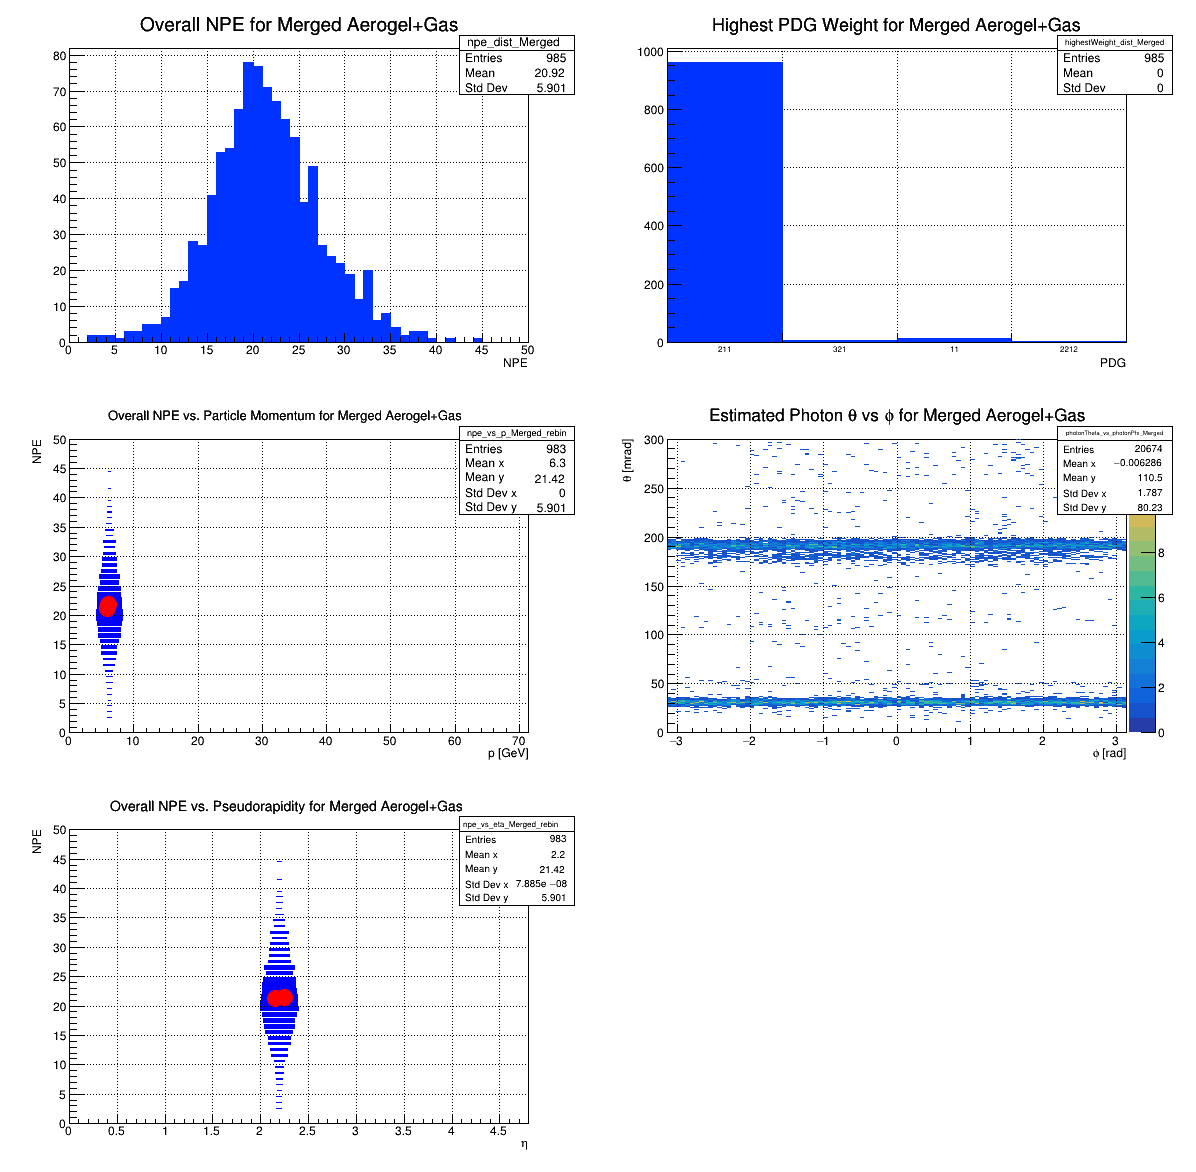 Overall NPE for Merged Aerogel+Gas
npe_dist_Merged
Entries 985
Mean 20.92
Std Dev 5.901
80
70
60
50
40
30
20
10
0
0 5 10 15 20 25 30 35 40 45 50
NPE
Highest PDG Weight for Merged Aerogel+Gas
highestWeight_dist_Merged
Entries 985
Mean 0
Std Dev 0
1000
800
600
400
200
0
211 321 11 2212
PDG
Overall NPE vs. Particle Momentum for Merged Aerogel+Gas
npe_vs_p_Merged_rebin
Entries 983
Mean x 6.3
Mean y 21.42
Std Dev x 0
Std Dev y 5.901
NPE
50
45
40
35
30
25
20
15
10
5
0
0 10 20 30 40 50 60 70
p [GeV]
Estimated Photon θ vs ϕ for Merged Aerogel+Gas
photonTheta_vs_photonPhi_Merged
Entries 20674
Mean x −0.006286
Mean y 110.5
Std Dev x 1.787
Std Dev y 80.23
θ [mrad]
300
250
200
150
100
50
0
−3 −2 −1 0 1 2 3
ϕ [rad]
8
6
4
2
0
Overall NPE vs. Pseudorapidity for Merged Aerogel+Gas
npe_vs_eta_Merged_rebin
Entries 983
Mean x 2.2
Mean y 21.42
Std Dev x 7.885e −08
Std Dev y 5.901
NPE
50
45
40
35
30
25
20
15
10
5
0
0 0.5 1 1.5 2 2.5 3 3.5 4 4.5
η